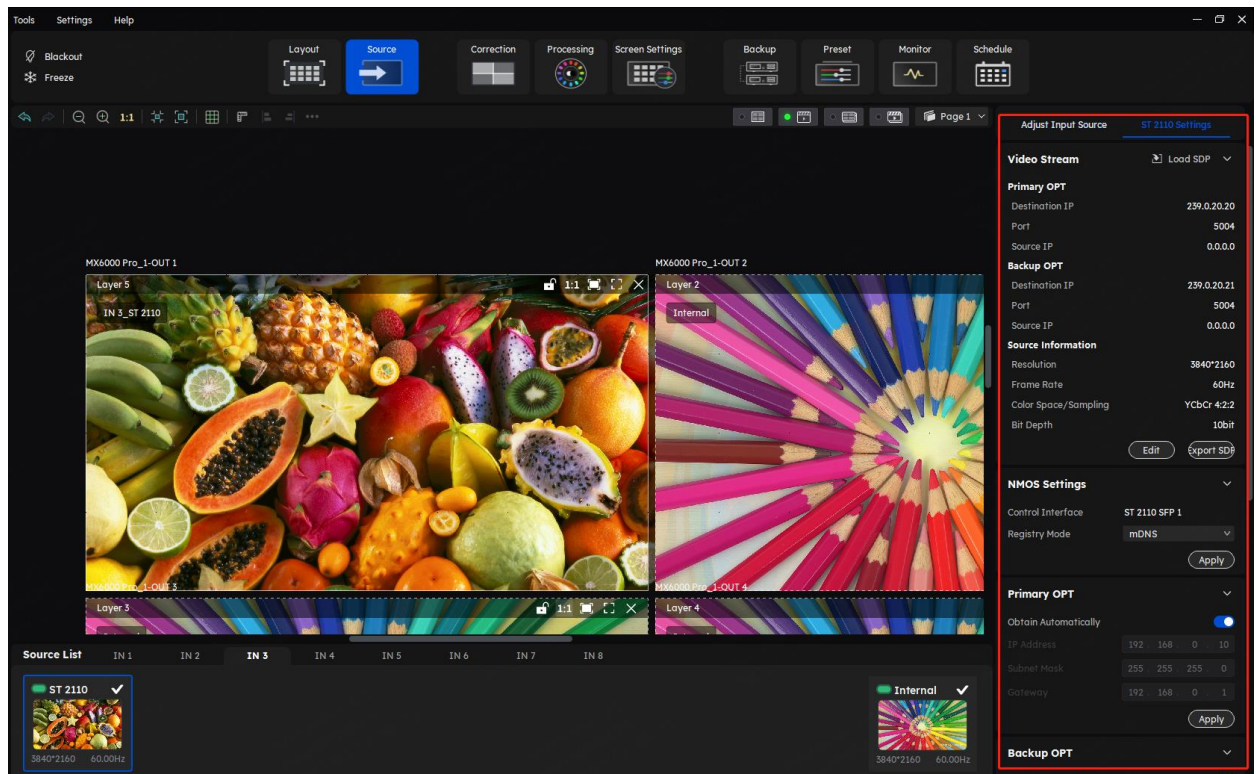 Tools Settings Help
Blackout
Freeze
Layout Source Correction Processing Screen Settings Backup Preset Monitor Schedule
1:1 Page 1
Adjust Input Source ST 2110 Settings
Video Stream Load SDP
Primary OPT
Destination IP 239.0.20.20
Port 5004
Source IP 0.0.0.0
Backup OPT
Destination IP 239.0.20.21
Port 5004
Source IP 0.0.0.0
Source Information
Resolution 3840*2160
Frame Rate 60Hz
Color Space/Sampling YCbCr 4:2:2
Bit Depth 10bit
Edit Export SDP
NMOS Settings
Control Interface ST 2110 SFP 1
Registry Mode mDNS
Apply
Primary OPT
Obtain Automatically
IP Address 192 . 168 . 0 . 10
Subnet Mask 255 . 255 . 255 . 0
Gateway 192 . 168 . 0 . 1
Apply
Backup OPT
MX6000 Pro_1-OUT 1 MX6000 Pro_1-OUT 2
Layer 5 1:1 Layer 2
IN 3_ST 2110 Internal
MX6000 Pro_1-OUT 3 MX6000 Pro_1-OUT 4
Layer 3 1:1 Layer 4
Source List IN 1 IN 2 IN 3 IN 4 IN 5 IN 6 IN 7 IN 8
ST 2110 Internal
3840*2160 60.00Hz 3840*2160 60.00Hz